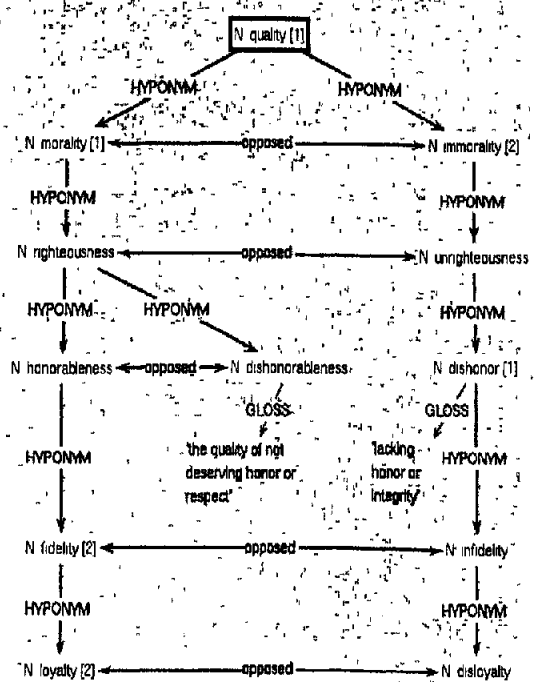 N quality [1]
HYPONYM HYPONYM
N morality [1] opposed N immorality [2]
HYPONYM HYPONYM
N righteousness opposed N unrighteousness
HYPONYM HYPONYM HYPONYM
N honorableness opposed N dishonorableness N dishonor [1]
GLOSS GLOSS
'the quality of not 'lacking
deserving honor or honor or
respect' integrity'
HYPONYM HYPONYM
N fidelity [2] opposed N infidelity
HYPONYM HYPONYM
N loyalty [2] opposed N disloyalty